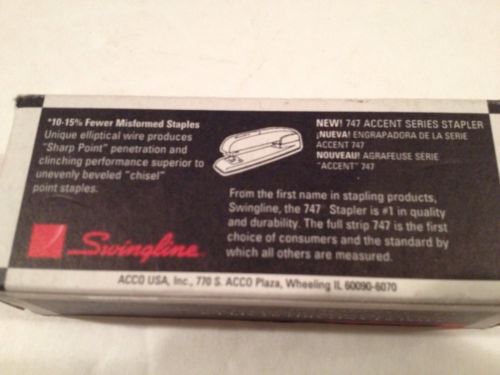 *10-15% Fewer Misformed Staples
Unique elliptical wire produces
"Sharp Point" penetration and
clinching performance superior to
unevenly beveled "chisel"
point staples.
NEW! 747 ACCENT SERIES STAPLER
¡NUEVA! ENGRAPADORA DE LA SERIE
ACCENT 747
NOUVEAU! AGRAFEUSE SÉRIE
"ACCENT" 747
From the first name in stapling products,
Swingline, the 747 Stapler is #1 in quality
and durability. The full strip 747 is the first
choice of consumers and the standard by
which all others are measured.
Swingline
ACCO USA, Inc., 770 S. ACCO Plaza, Wheeling IL 60090-6070